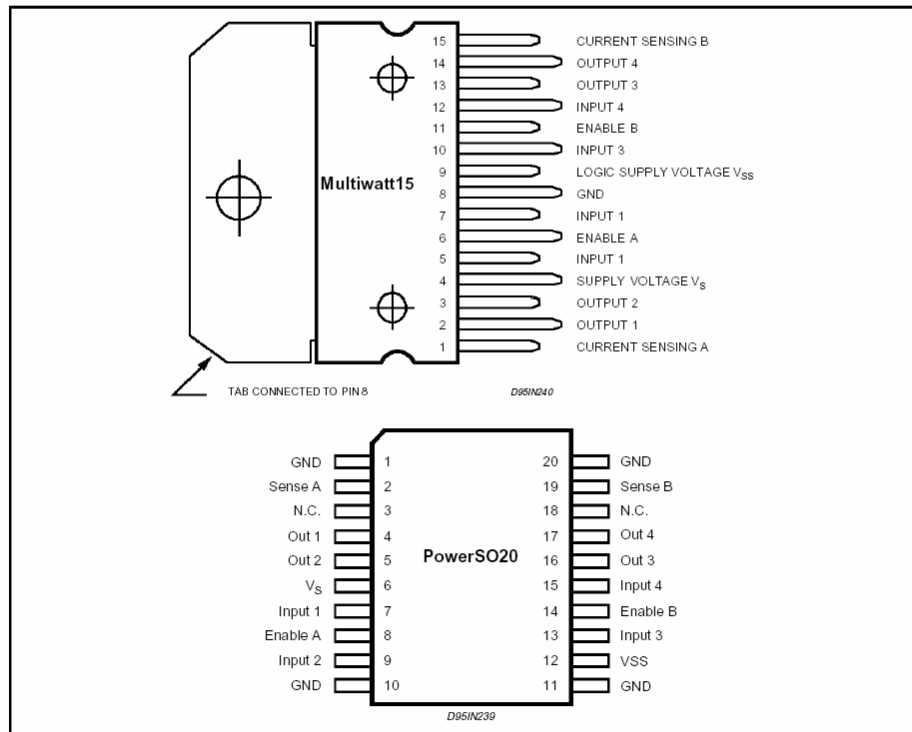 15 CURRENT SENSING B
14 OUTPUT 4
13 OUTPUT 3
12 INPUT 4
11 ENABLE B
10 INPUT 3
Multiwatt15
9 LOGIC SUPPLY VOLTAGE VSS
8 GND
7 INPUT 1
6 ENABLE A
5 INPUT 1
4 SUPPLY VOLTAGE VS
3 OUTPUT 2
2 OUTPUT 1
1 CURRENT SENSING A
TAB CONNECTED TO PIN 8
D95IN240
GND 1 20 GND
Sense A 2 19 Sense B
N.C. 3 18 N.C.
Out 1 4 17 Out 4
Out 2 5 PowerSO20 16 Out 3
VS 6 15 Input 4
Input 1 7 14 Enable B
Enable A 8 13 Input 3
Input 2 9 12 VSS
GND 10 11 GND
D95IN239